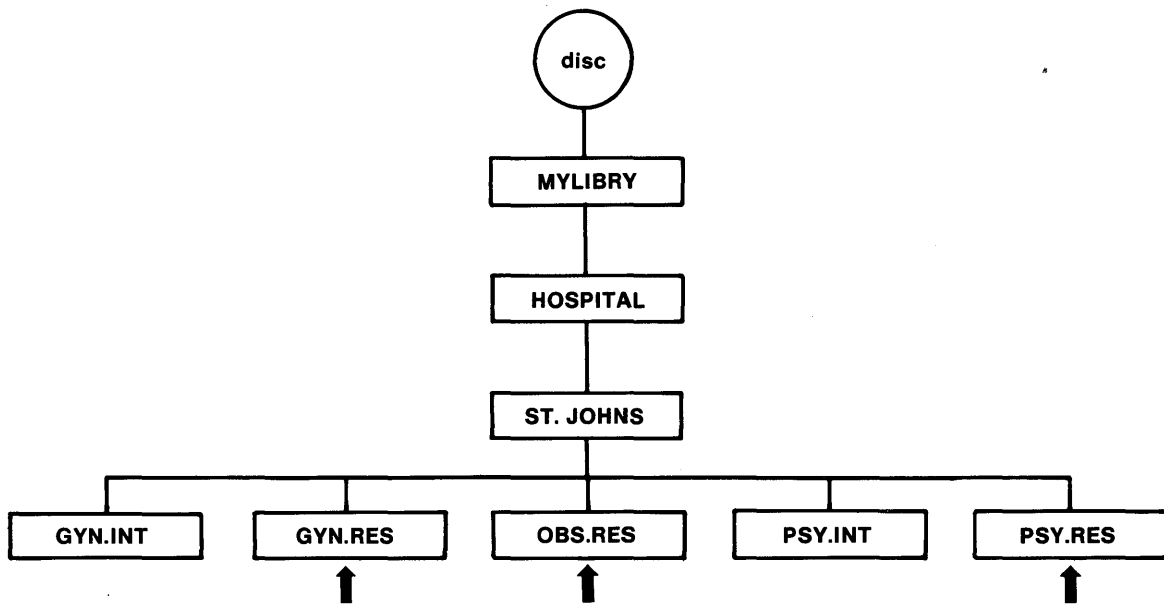 disc
MYLIBRY
HOSPITAL
ST. JOHNS
GYN.INT
GYN.RES
OBS.RES
PSY.INT
PSY.RES